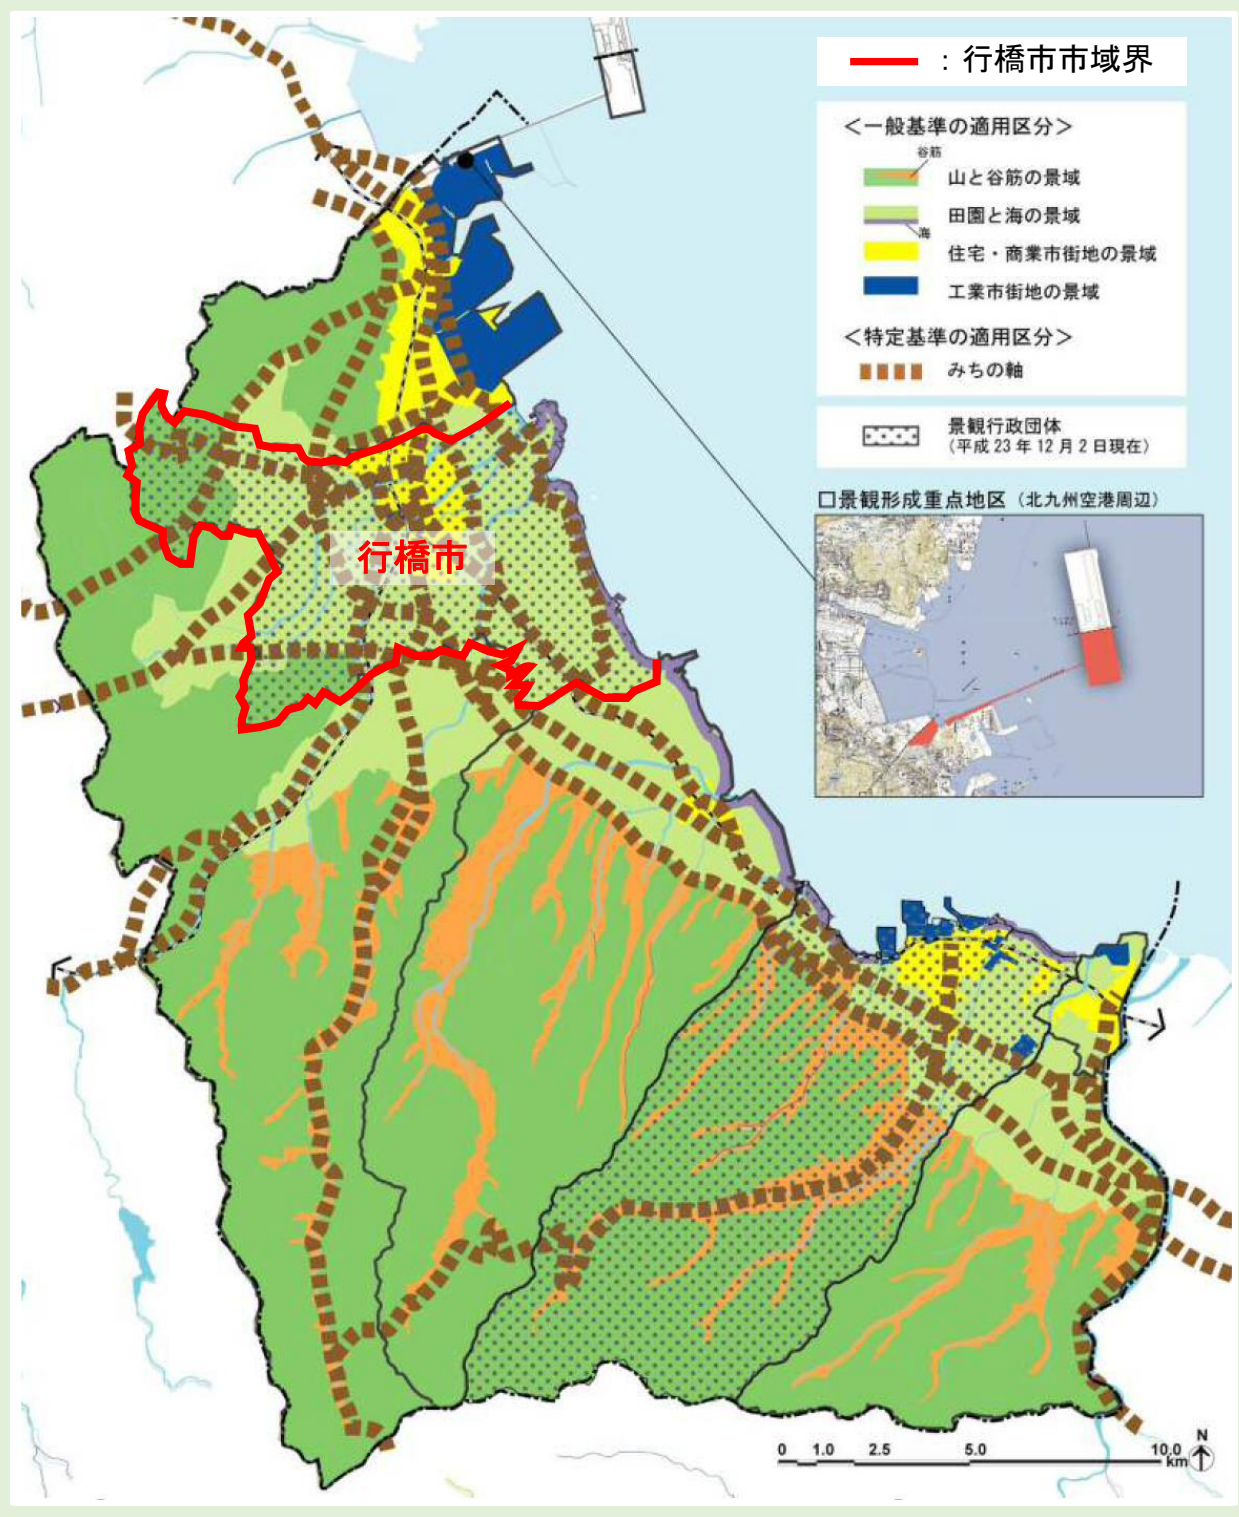 ：行橋市市域界
＜一般基準の適用区分＞
谷筋
山と谷筋の景域
田園と海の景域
海
住宅・商業市街地の景域
工業市街地の景域
＜特定基準の適用区分＞
みちの軸
景観行政団体
（平成23年12月2日現在）
□景観形成重点地区（北九州空港周辺）
行橋市
0 1.0 2.5 5.0 10.0
km
N